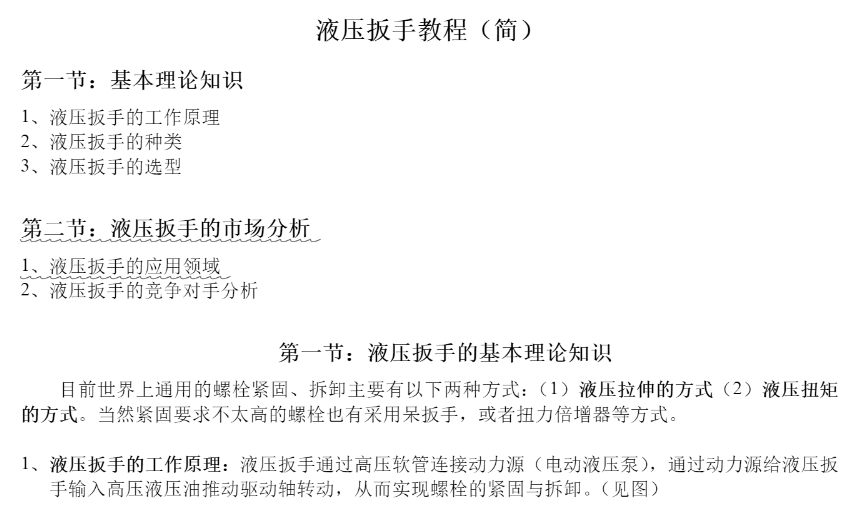 液压扳手教程（简）
第一节：基本理论知识
1、液压扳手的工作原理
2、液压扳手的种类
3、液压扳手的选型
第二节：液压扳手的市场分析
1、液压扳手的应用领域
2、液压扳手的竞争对手分析
第一节：液压扳手的基本理论知识
目前世界上通用的螺栓紧固、拆卸主要有以下两种方式：（1）液压拉伸的方式（2）液压扭矩
的方式。当然紧固要求不太高的螺栓也有采用呆扳手，或者扭力倍增器等方式。
1、液压扳手的工作原理：液压扳手通过高压软管连接动力源（电动液压泵），通过动力源给液压扳
手输入高压液压油推动驱动轴转动，从而实现螺栓的紧固与拆卸。（见图）